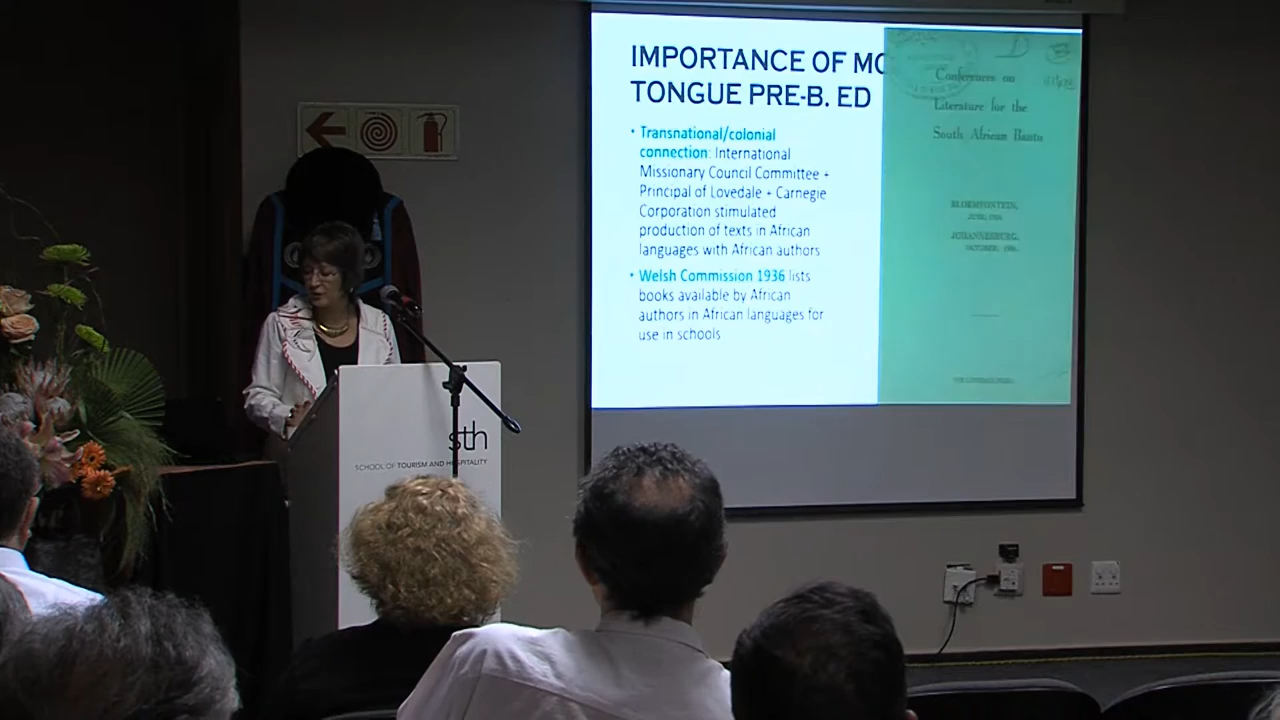 IMPORTANCE OF MO
TONGUE PRE-B. ED
• Transnational/colonial
connection: International
Missionary Council Committee +
Principal of Lovedale + Carnegie
Corporation stimulated
production of texts in African
languages with African authors
• Welsh Commission 1936 lists
books available by African
authors in African languages for
use in schools
Conferences on
Literature for the
South African Bantu
BLOEMFONTEIN,
JOHANNESBURG,
OCTOBER,
sth
SCHOOL OF TOURISM AND HOSPITALITY